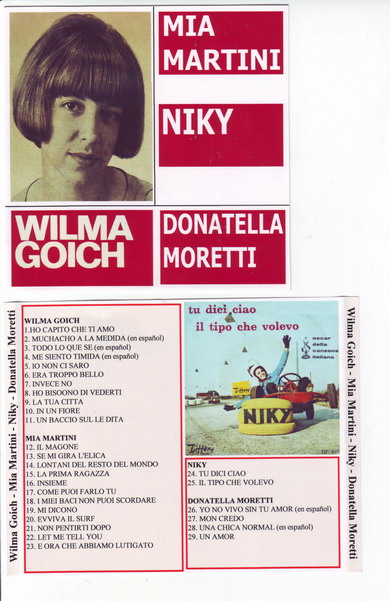 MIA
MARTINI
NIKY
WILMA
GOICH
DONATELLA
MORETTI
Wilma Goich - Mia Martini - Niky - Donatella Moretti
WILMA GOICH
1.HO CAPITO CHE TI AMO
2. MUCHACHO A LA MEDIDA (en español)
3. TODO LO QUE SE (en español)
4. ME SIENTO TIMIDA (en español)
5. IO NON CI SARO
6. ERA TROPPO BELLO
7. INVECE NO
8. HO BISOONO DI VEDERTI
9. LA TUA CITTA
10. IN UN FIORE
11. UN BACCIO SUL LE DITA
MIA MARTINI
12. IL MAGONE
13. SE MI GIRA L'ELICA
14. LONTANI DEL RESTO DEL MONDO
15. LA PRIMA RAGAZZA
16. INSIEME
17. COME PUOI FARLO TU
18. I MIEI BACI NON PUOI SCORDARE
19. MI DICONO
20. EVVIVA IL SURF
21. NON PENTIRTI DOPO
22. LET ME TELL YOU
23. E ORA CHE ABBIAMO LUTIGATO
tu dici ciao
il tipo che volevo
oscar
della
canzone
italiana
Tiffany
NIKY
Tiffany
NIKY
24. TU DICI CIAO
25. IL TIPO CHE VOLEVO
DONATELLA MORETTI
26. YO NO VIVO SIN TU AMOR (en español)
27. MON CREDO
28. UNA CHICA NORMAL (en español)
29. UN AMOR
Wilma Goich - Mia Martini - Niky - Donatella Moretti